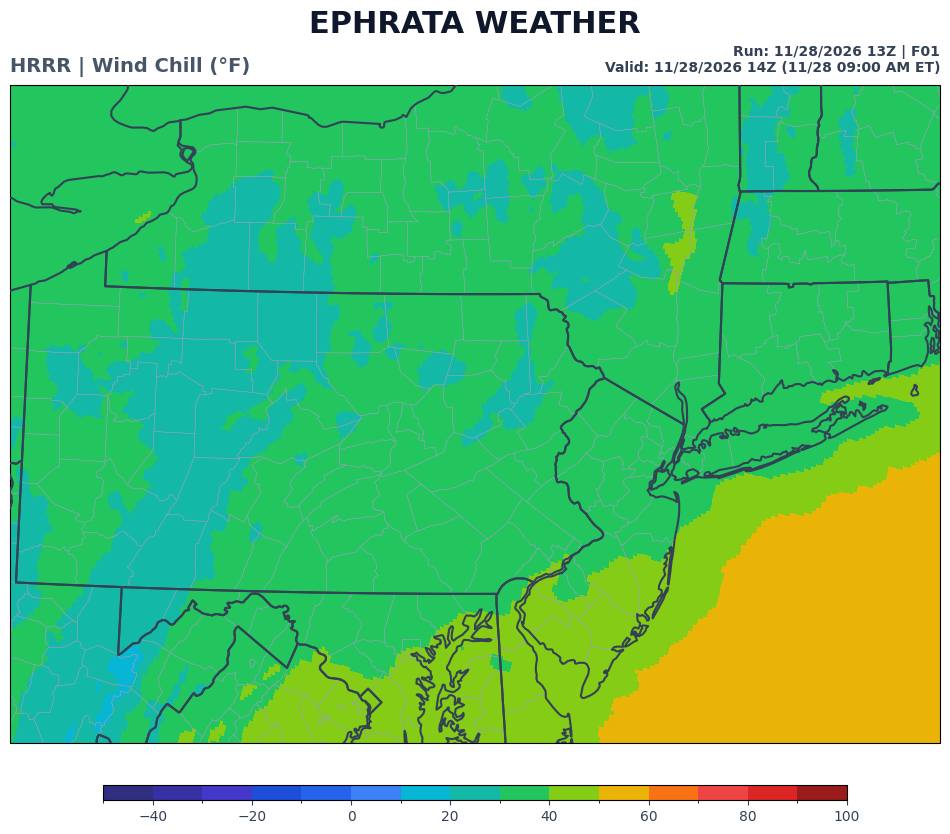 EPHRATA WEATHER
HRRR | Wind Chill (°F)
Run: 11/28/2026 13Z | F01
Valid: 11/28/2026 14Z (11/28 09:00 AM ET)
−40 −20 0 20 40 60 80 100